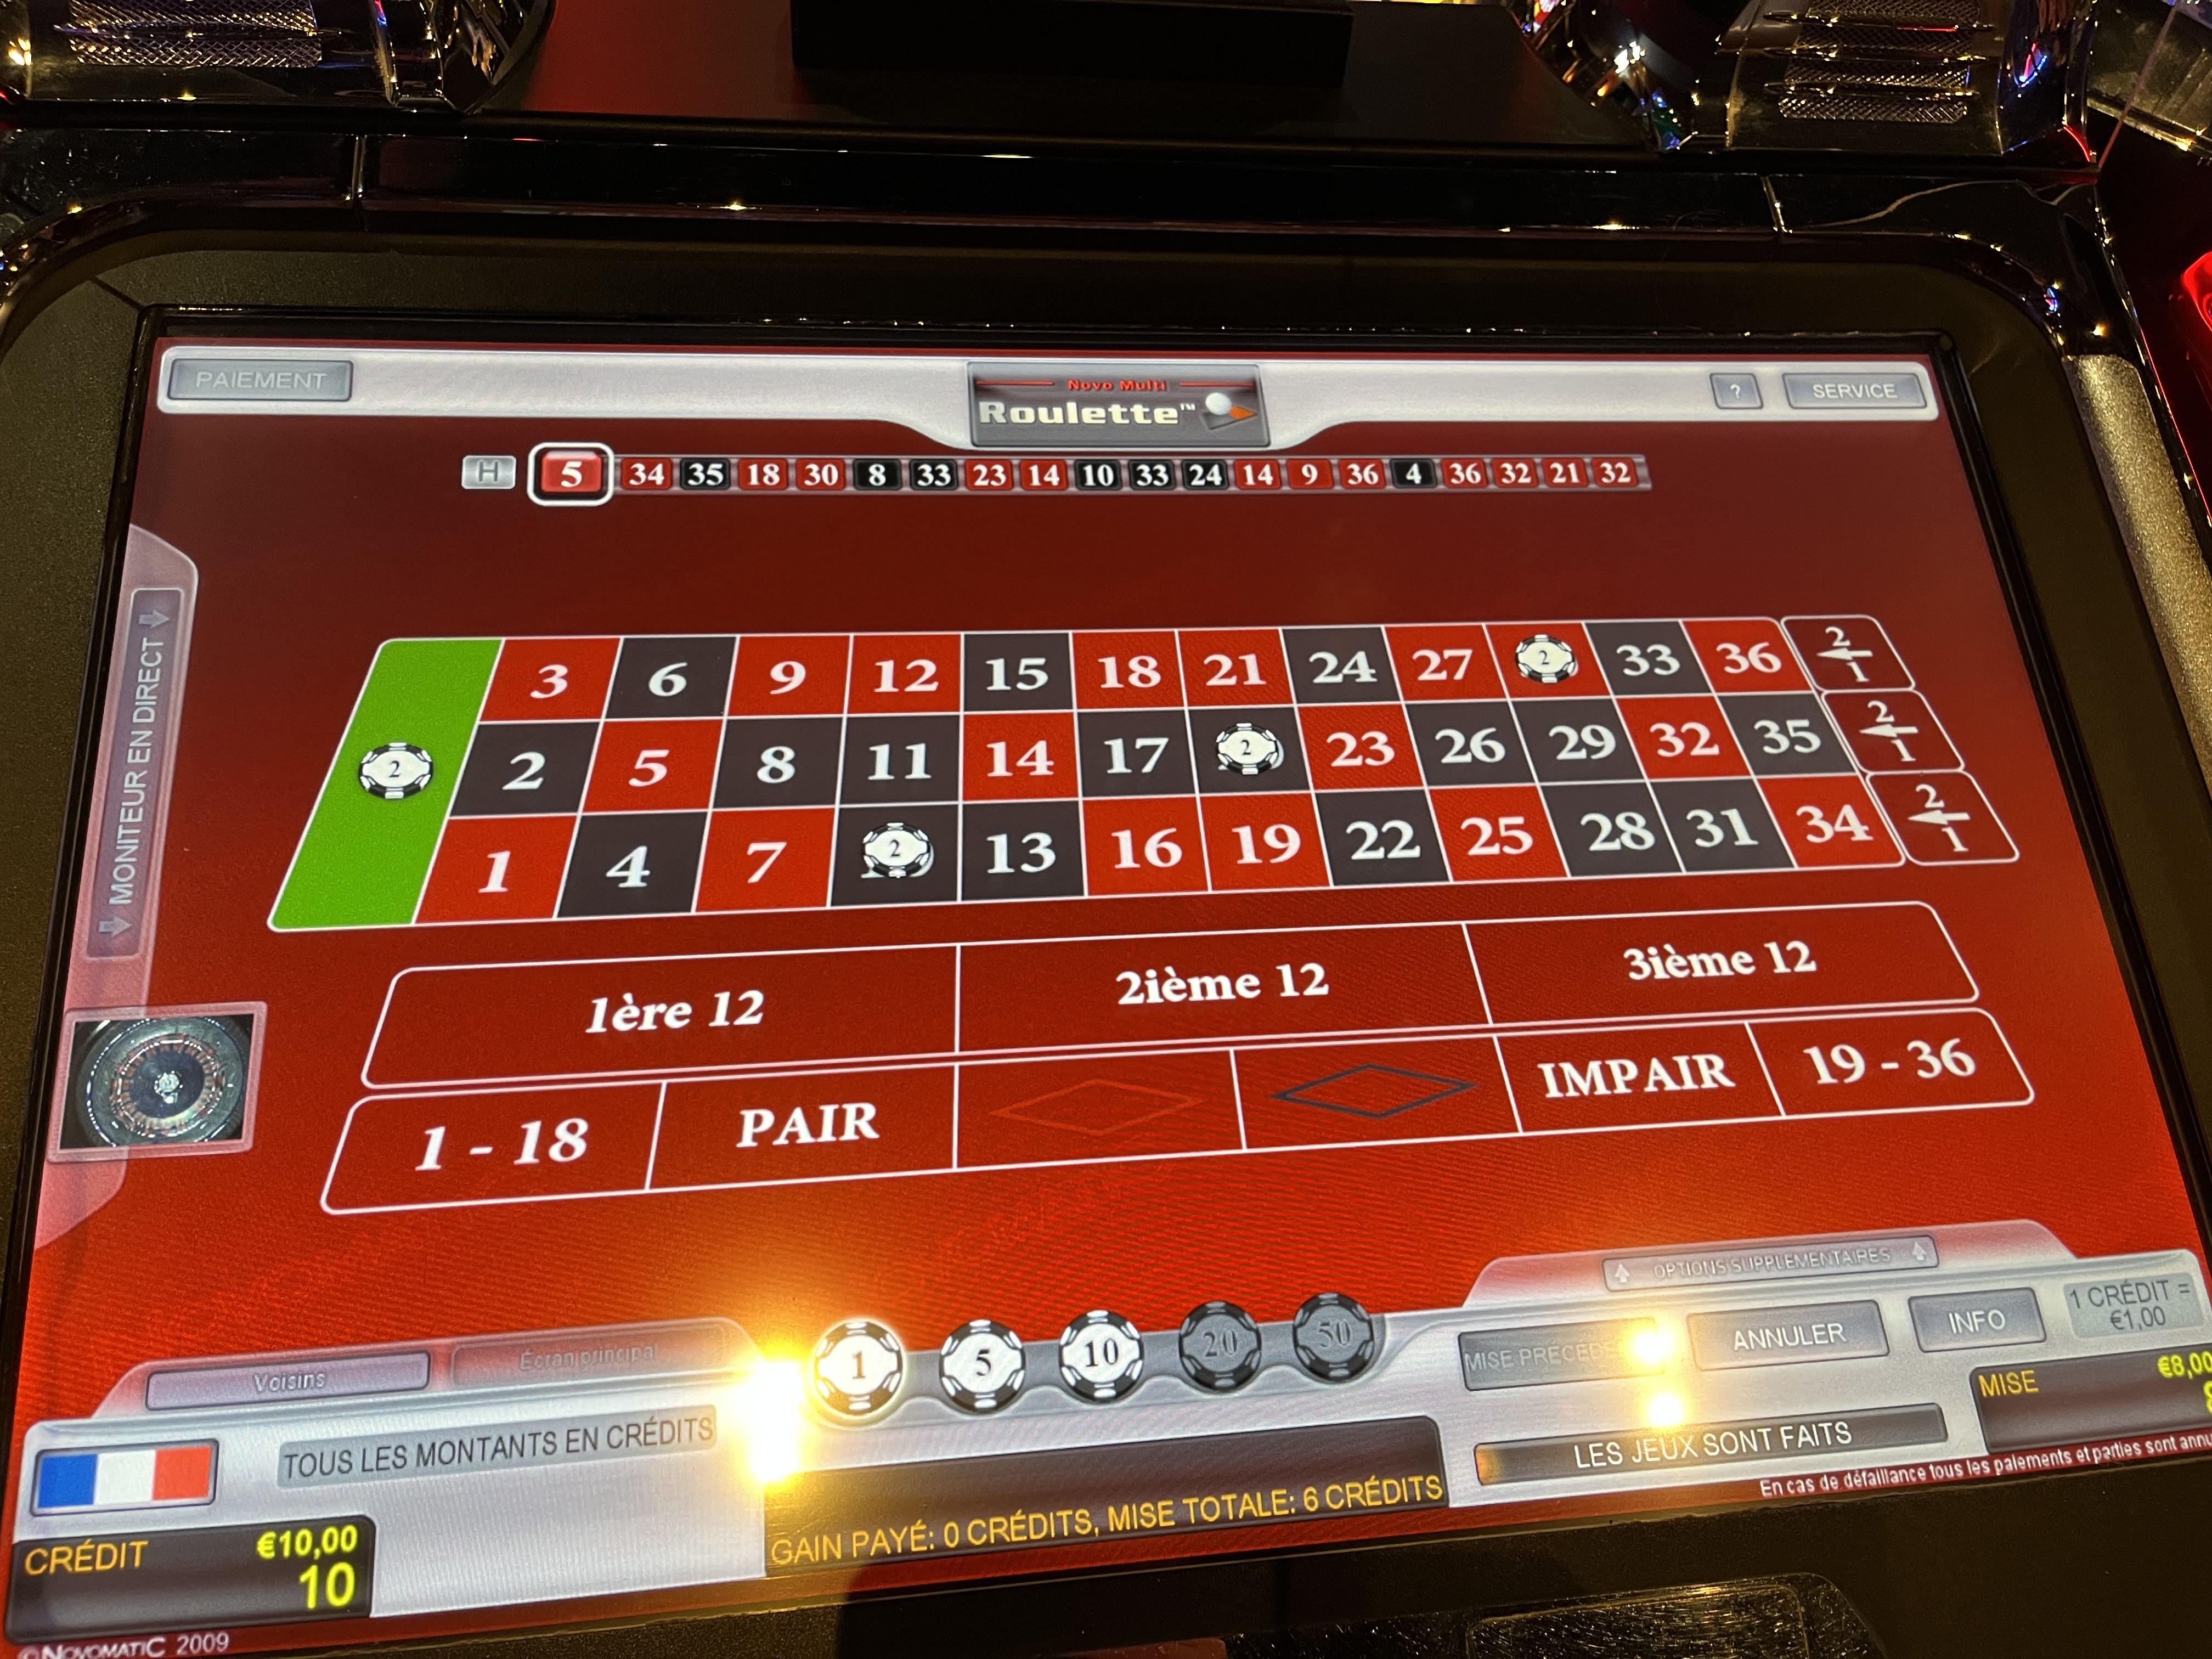 PAIEMENT
Novo Multi
Roulette™
?
SERVICE
H
5 34 35 18 30 8 33 23 14 10 33 24 14 9 36 4 36 32 21 32
MONITEUR EN DIRECT
3 6 9 12 15 18 21 24 27 2 33 36 2 1
2 2 5 8 11 14 17 2 23 26 29 32 35 2 1
1 4 7 2 13 16 19 22 25 28 31 34 2 1
1ère 12
2ième 12
3ième 12
1 - 18
PAIR
IMPAIR
19 - 36
OPTIONS SUPPLEMENTAIRES
Voisins
Écran principal
1 5 10 20 50
MISE PRECEDE
ANNULER
INFO
1 CRÉDIT =
€1,00
TOUS LES MONTANTS EN CRÉDITS
LES JEUX SONT FAITS
MISE
€8,00
8
En cas de défaillance tous les paiements et parties sont annu
GAIN PAYÉ: 0 CRÉDITS, MISE TOTALE: 6 CRÉDITS
CRÉDIT
€10,00
10
©NOVOMATIC 2009